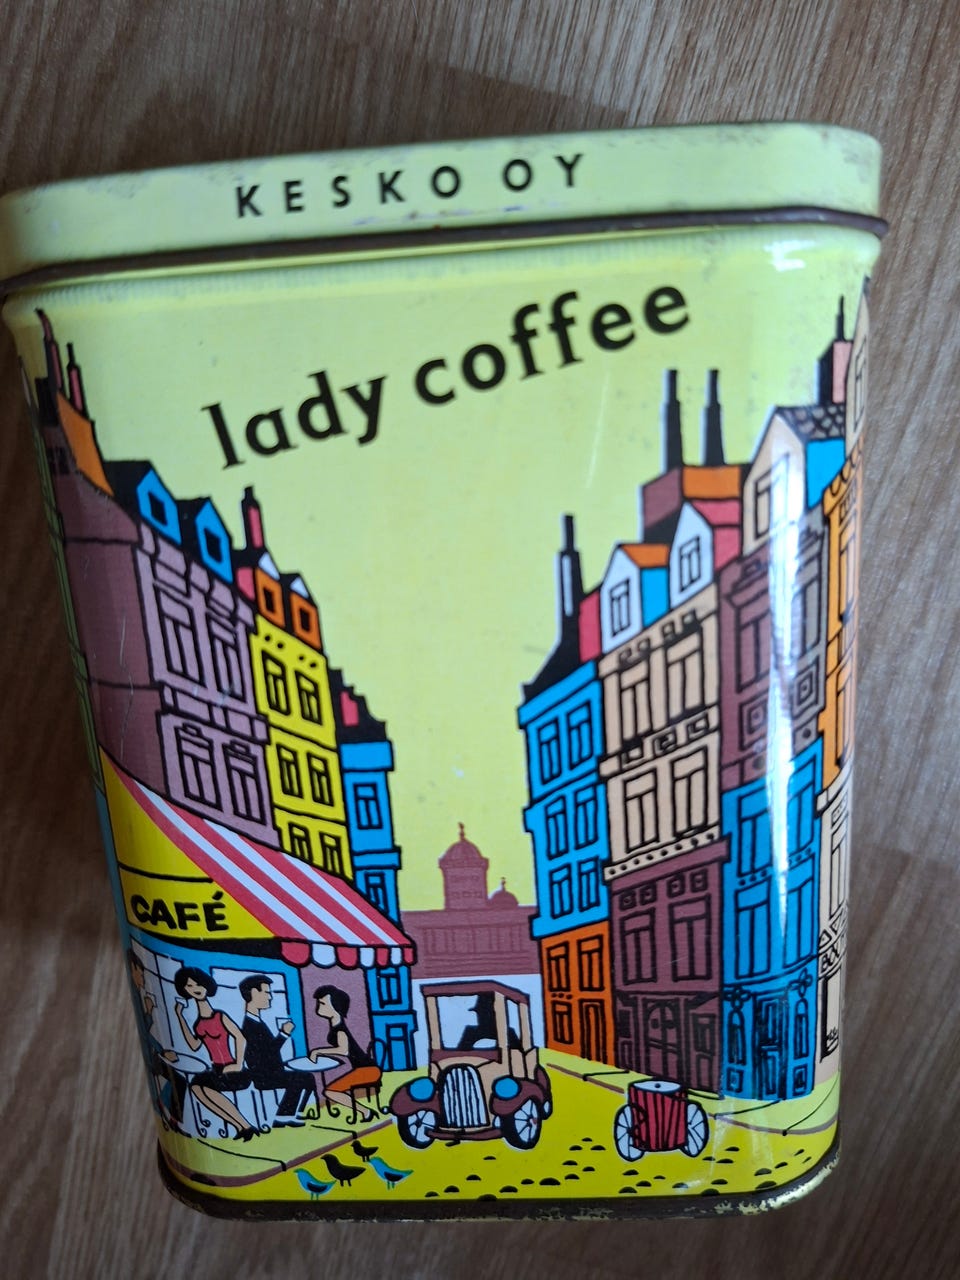 KESKO OY
lady coffee
CAFÉ